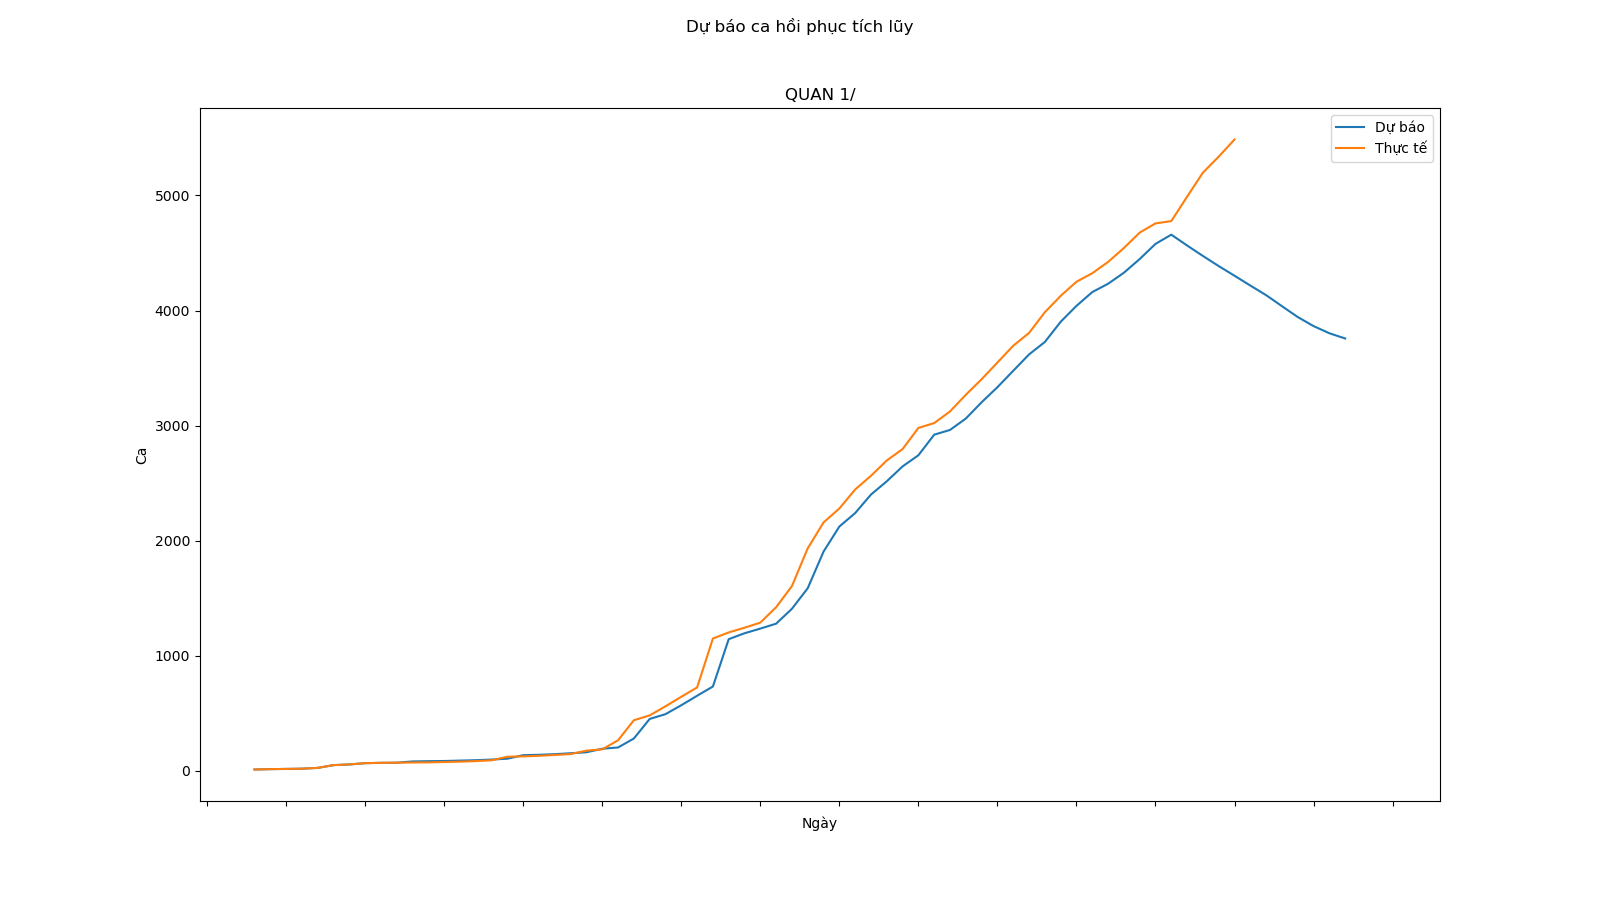 Dự báo ca hồi phục tích lũy
QUAN 1/
Dự báo
Thực tế
5000
4000
3000
2000
1000
0
Ca
Ngày